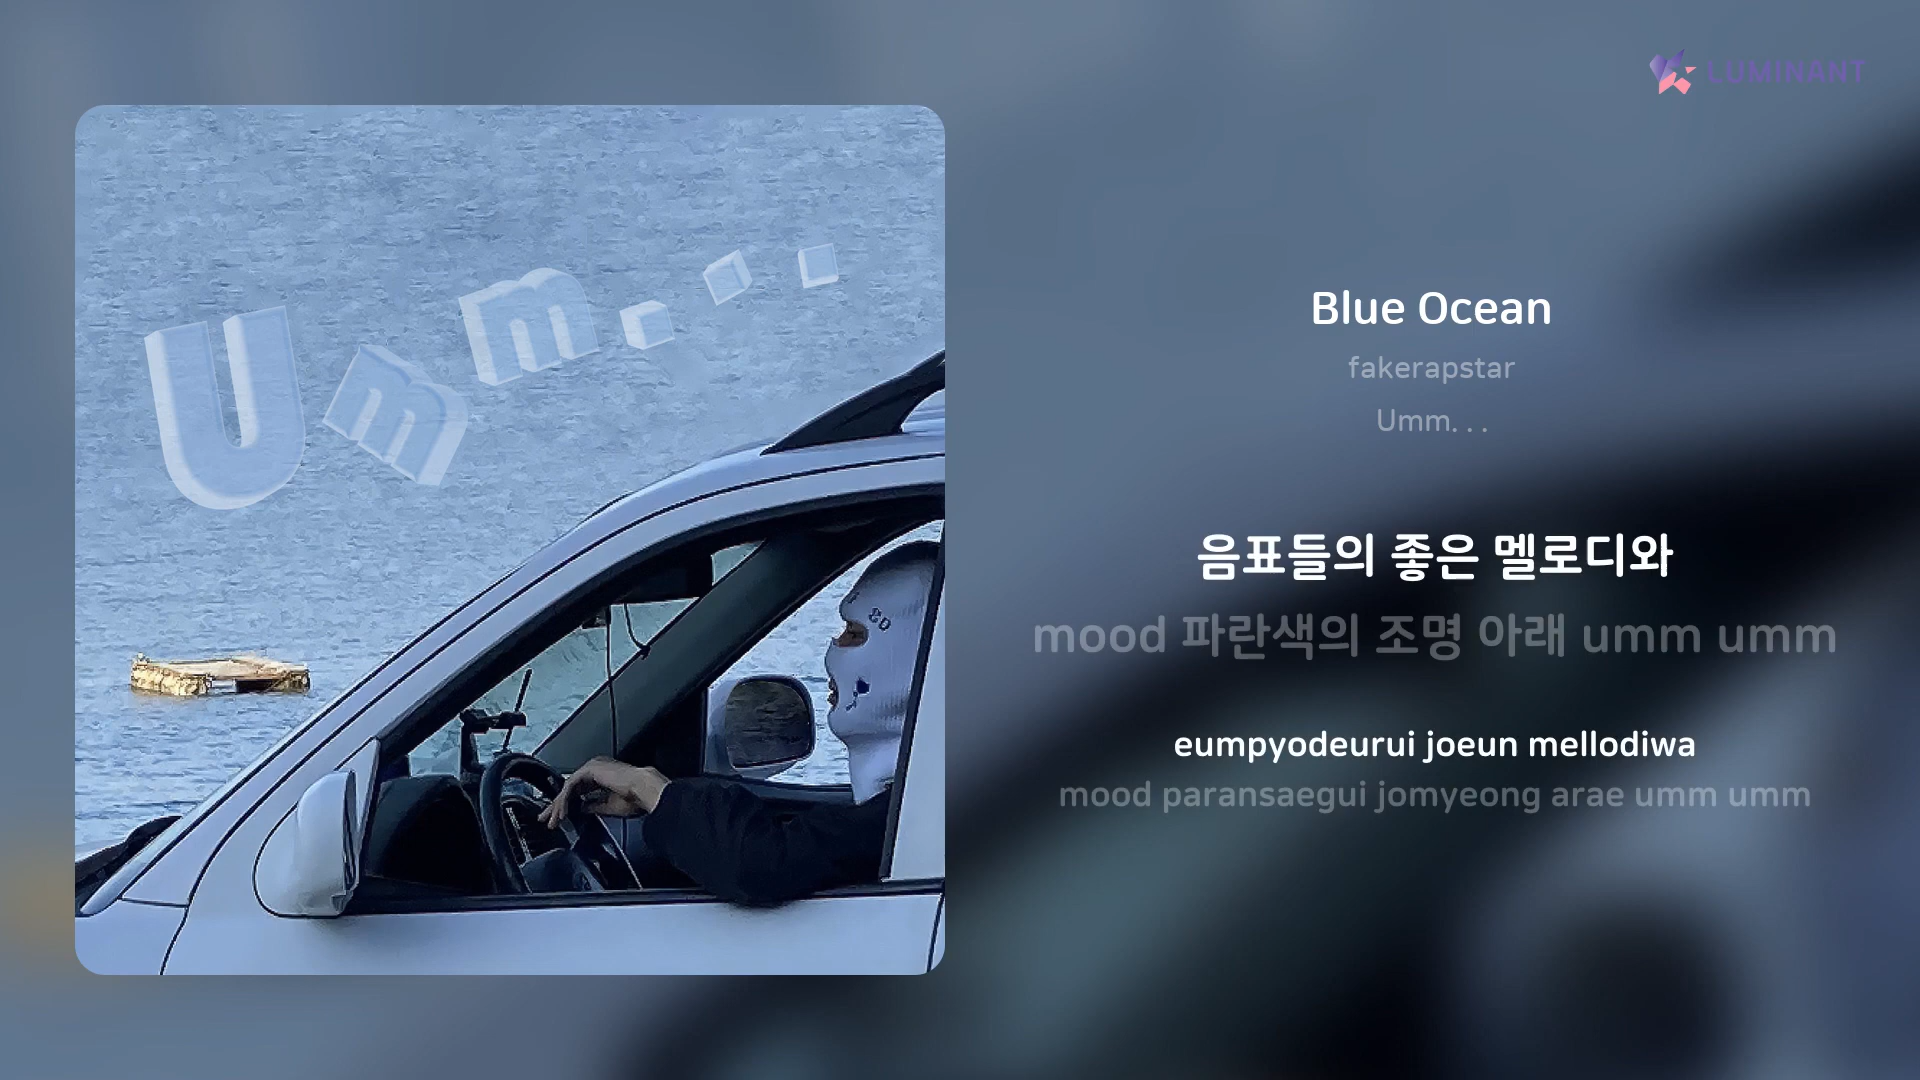 Umm...
LUMINANT
Blue Ocean
fakerapstar
Umm. . .
음표들의 좋은 멜로디와
mood 파란색의 조명 아래 umm umm
eumpyodeurui joeun mellodiwa
mood paransaegui jomyeong arae umm umm